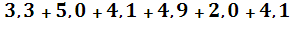 3,3 + 5,0 + 4,1 + 4,9 + 2,0 + 4,1